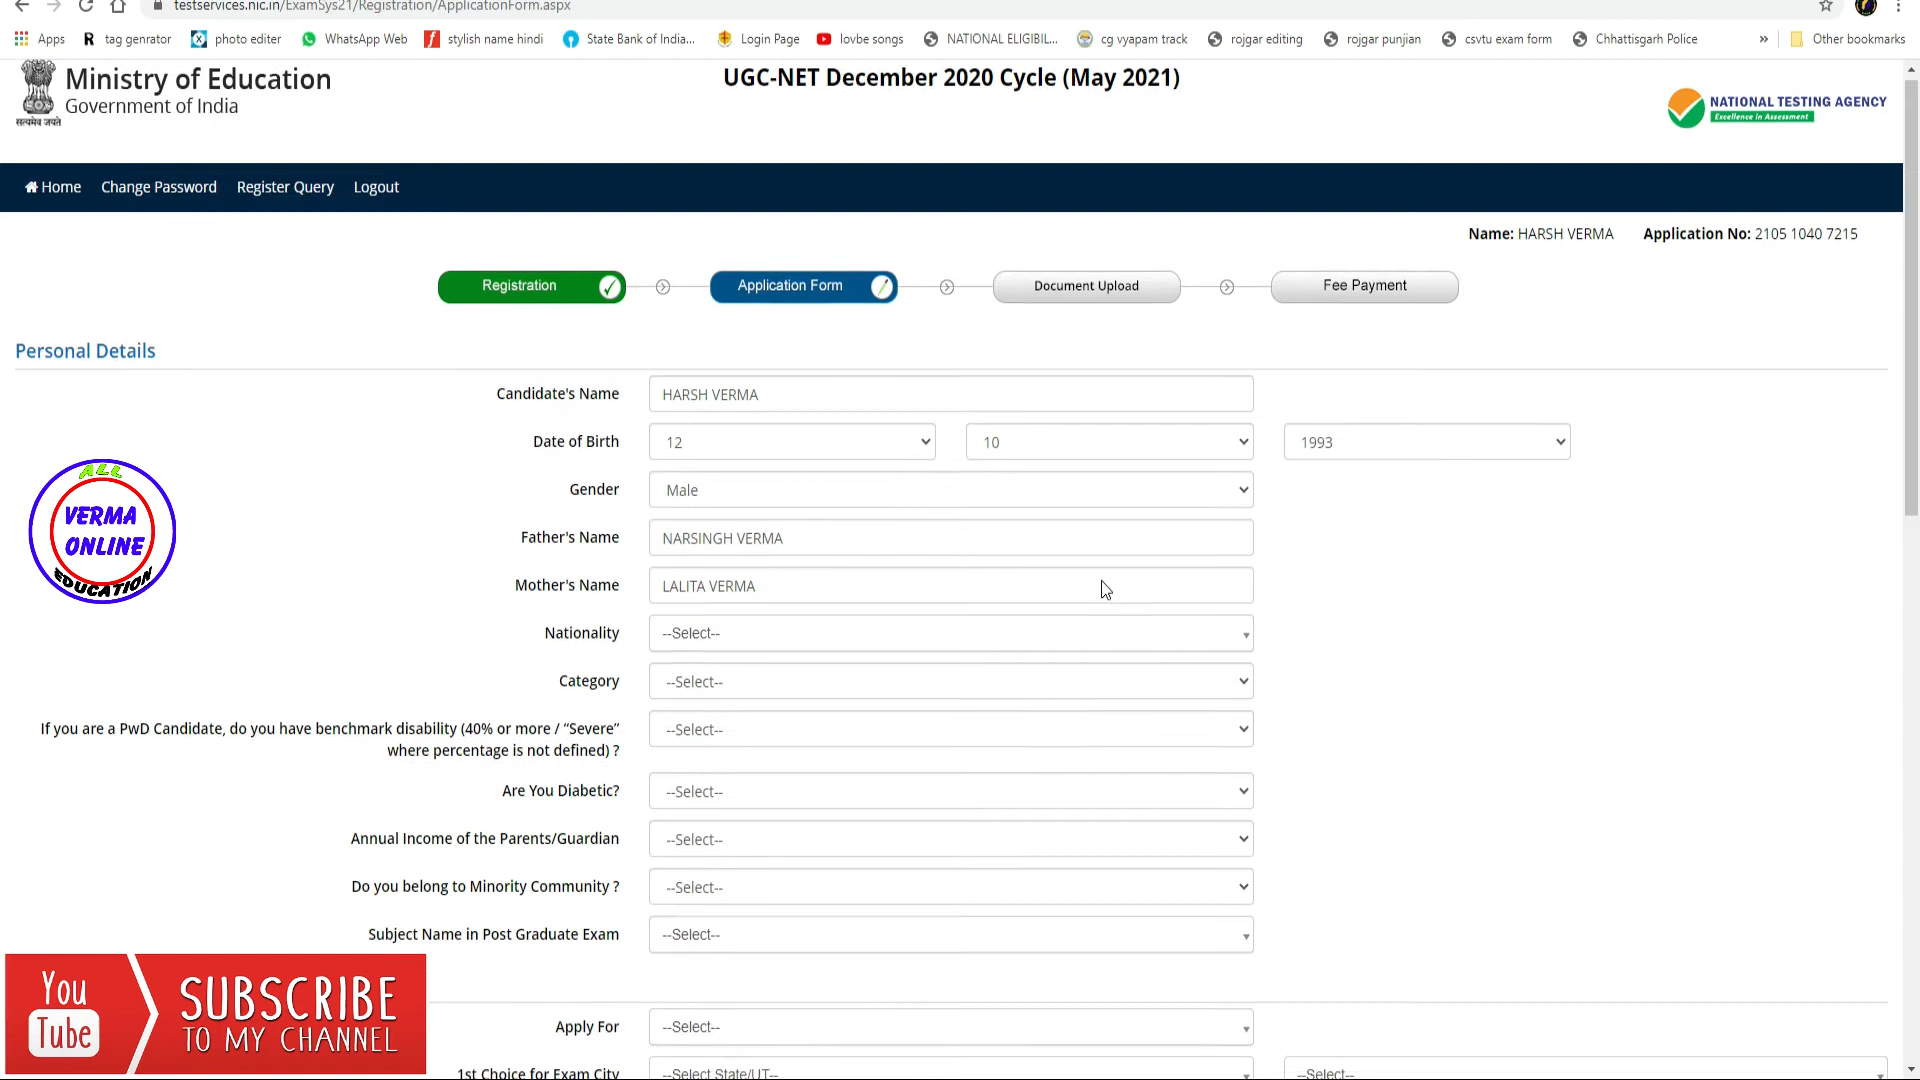 testservices.nic.in/ExamSys21/Registration/ApplicationForm.aspx
Apps tag genrator photo editer WhatsApp Web stylish name hindi State Bank of India... Login Page lovbe songs NATIONAL ELIGIBIL... cg vyapam track rojgar editing rojgar punjian csvtu exam form Chhattisgarh Police » Other bookmarks
Ministry of Education
Government of India
सत्यमेव जयते
UGC-NET December 2020 Cycle (May 2021)
NATIONAL TESTING AGENCY
Excellence in Assessment
Home Change Password Register Query Logout
Name: HARSH VERMA Application No: 2105 1040 7215
Registration Application Form Document Upload Fee Payment
Personal Details
Candidate's Name HARSH VERMA
Date of Birth 12 10 1993
Gender Male
Father's Name NARSINGH VERMA
Mother's Name LALITA VERMA
Nationality --Select--
Category --Select--
If you are a PwD Candidate, do you have benchmark disability (40% or more / “Severe”
where percentage is not defined) ? --Select--
Are You Diabetic? --Select--
Annual Income of the Parents/Guardian --Select--
Do you belong to Minority Community ? --Select--
Subject Name in Post Graduate Exam --Select--
Apply For --Select--
1st Choice for Exam City --Select State/UT-- --Select--
ALL
VERMA
ONLINE
EDUCATION
You
Tube
SUBSCRIBE
TO MY CHANNEL